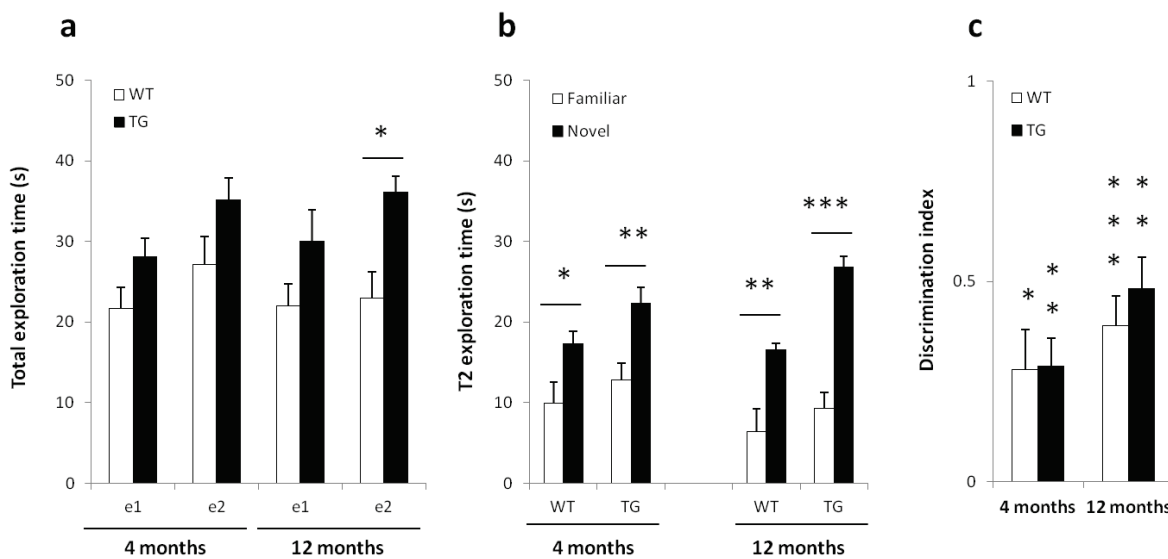 a
Total exploration time (s)
50
40
30
20
10
0
WT
TG
*
e1 e2 e1 e2
4 months 12 months
b
T2 exploration time (s)
50
40
30
20
10
0
Familiar
Novel
* ** ** ***
WT TG WT TG
4 months 12 months
c
Discrimination index
1
0.5
0
WT
TG
* ** *** **
4 months 12 months